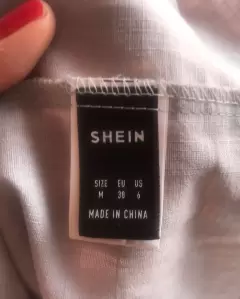 SHEIN
SIZE EU US
M 38 6
MADE IN CHINA